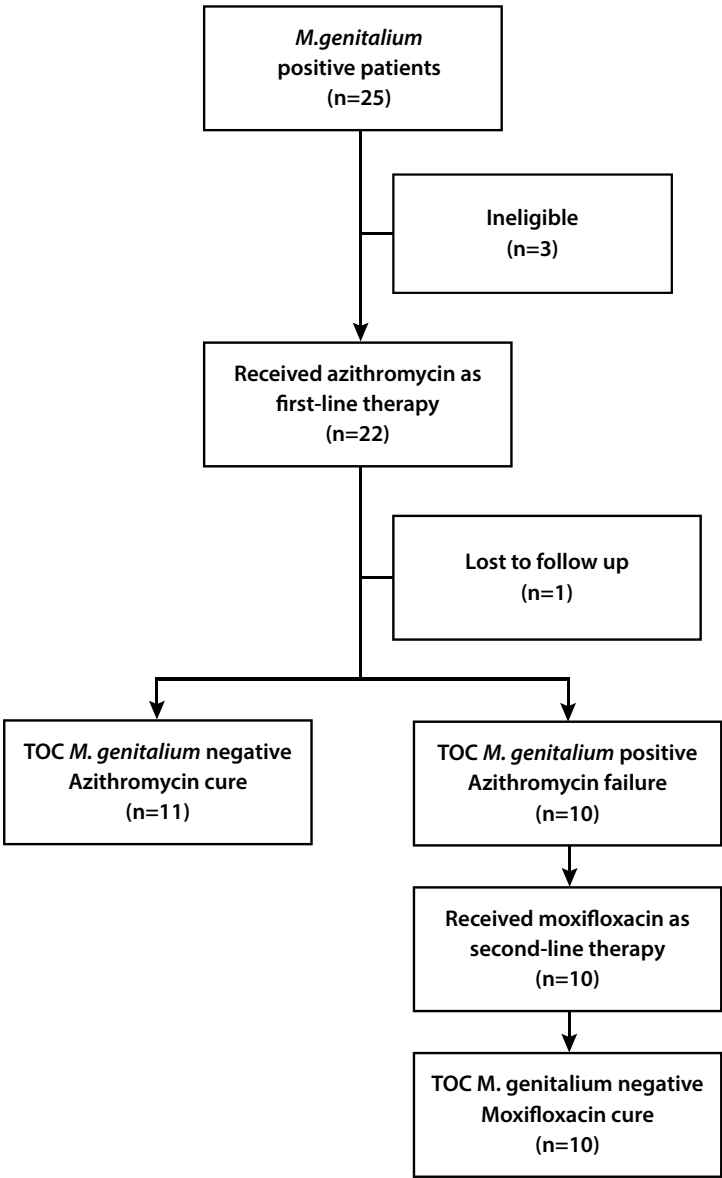 M.genitalium
positive patients
(n=25)
Ineligible
(n=3)
Received azithromycin as
first-line therapy
(n=22)
Lost to follow up
(n=1)
TOC M. genitalium negative
Azithromycin cure
(n=11)
TOC M. genitalium positive
Azithromycin failure
(n=10)
Received moxifloxacin as
second-line therapy
(n=10)
TOC M. genitalium negative
Moxifloxacin cure
(n=10)